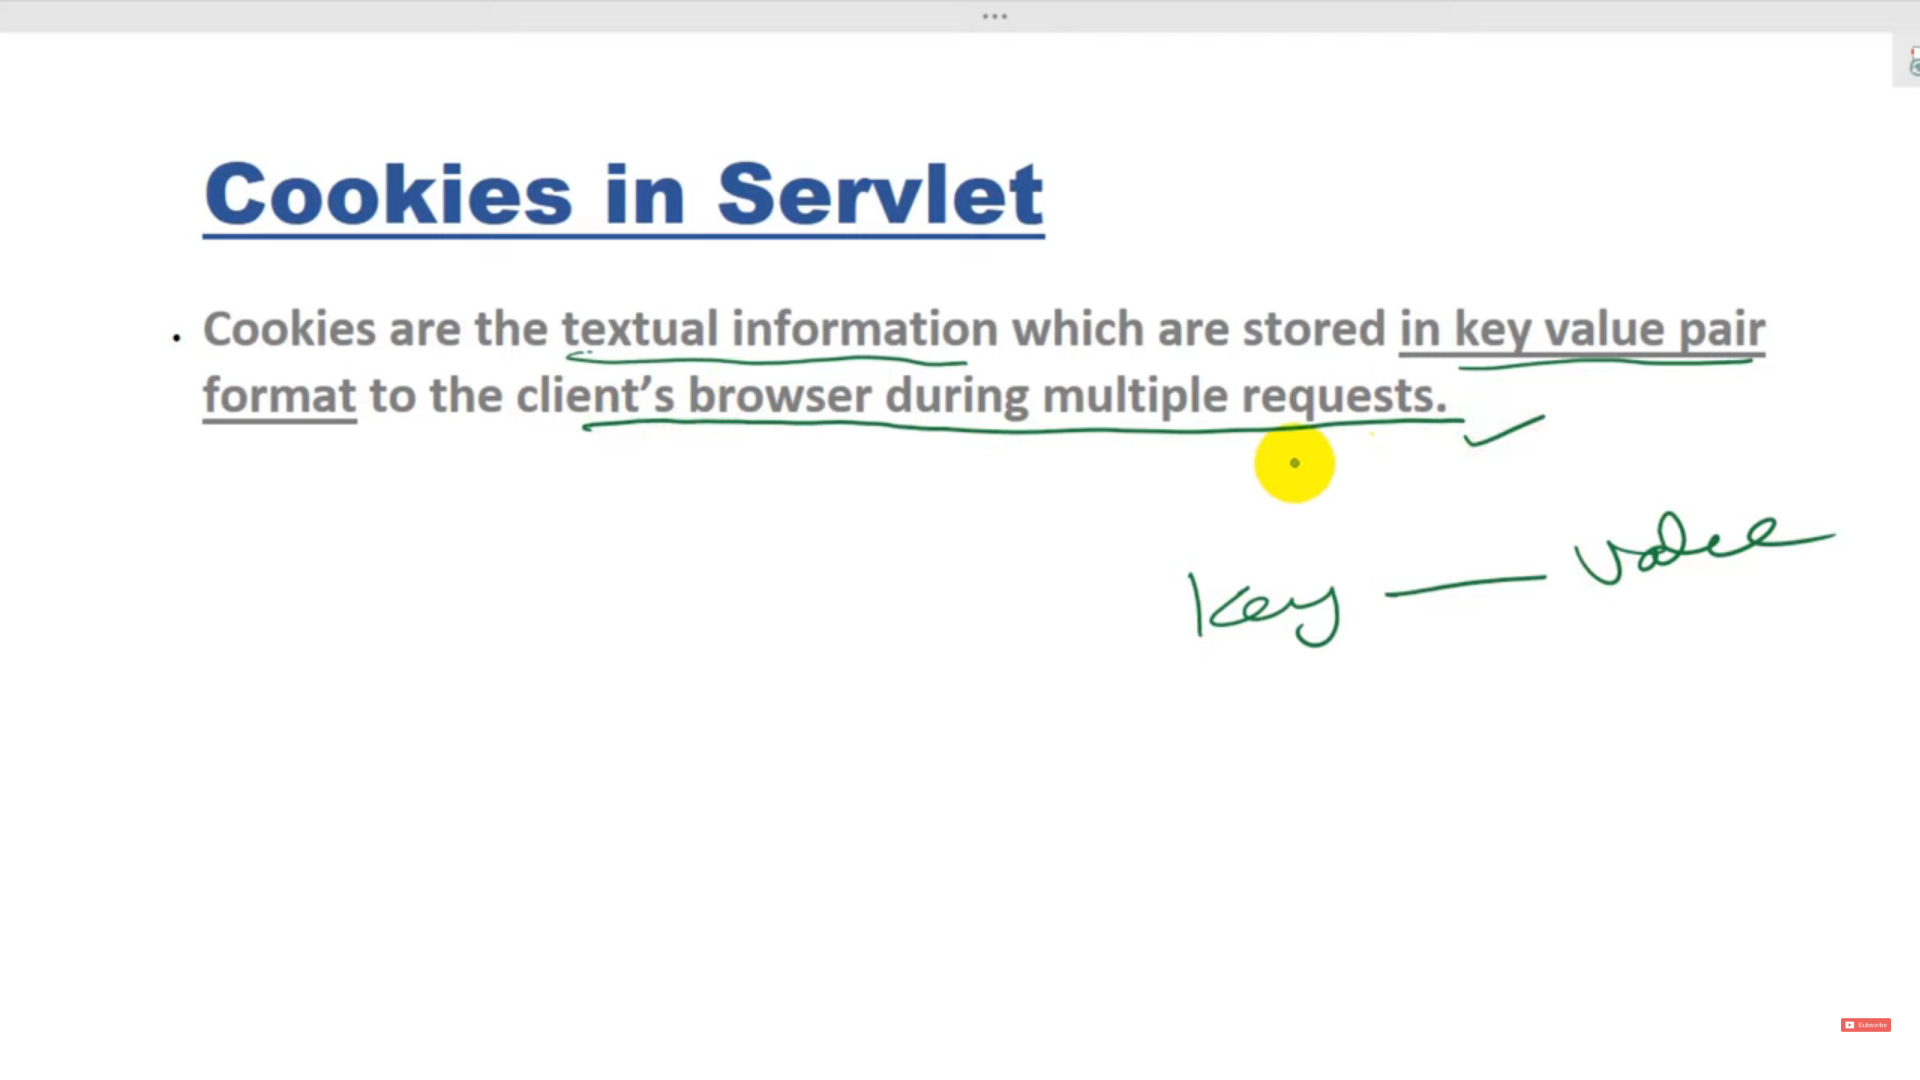 Cookies in Servlet
• Cookies are the textual information which are stored in key value pair
format to the client’s browser during multiple requests.
key — value
Subscribe